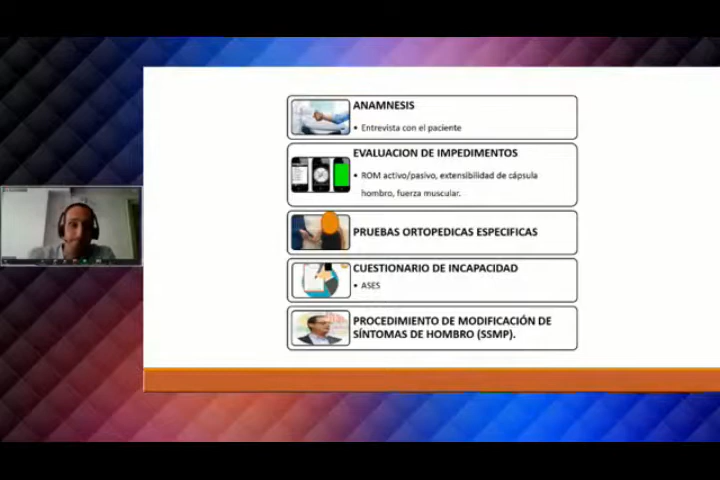 ANAMNESIS
• Entrevista con el paciente
EVALUACION DE IMPEDIMENTOS
• ROM activo/pasivo, extensibilidad de cápsula
hombro, fuerza muscular.
PRUEBAS ORTOPEDICAS ESPECIFICAS
CUESTIONARIO DE INCAPACIDAD
• ASES
PROCEDIMIENTO DE MODIFICACIÓN DE
SÍNTOMAS DE HOMBRO (SSMP).